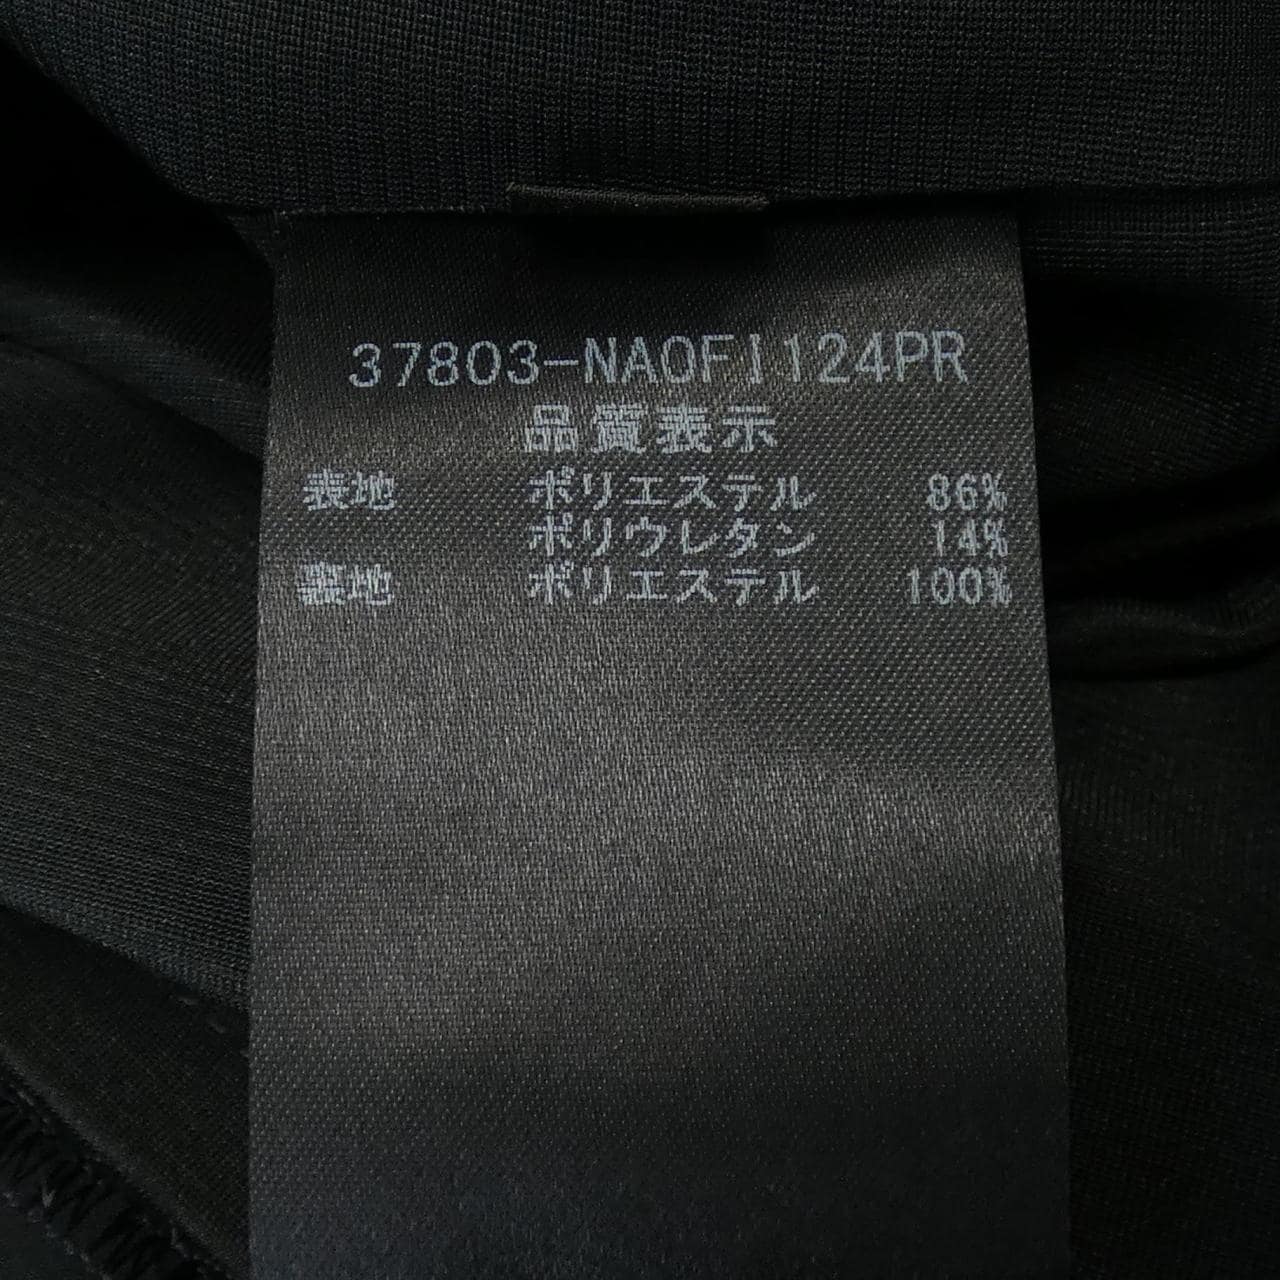 37803-NA0FI124PR
品質表示
表地 ポリエステル 86%
ポリウレタン 14%
裏地 ポリエステル 100%